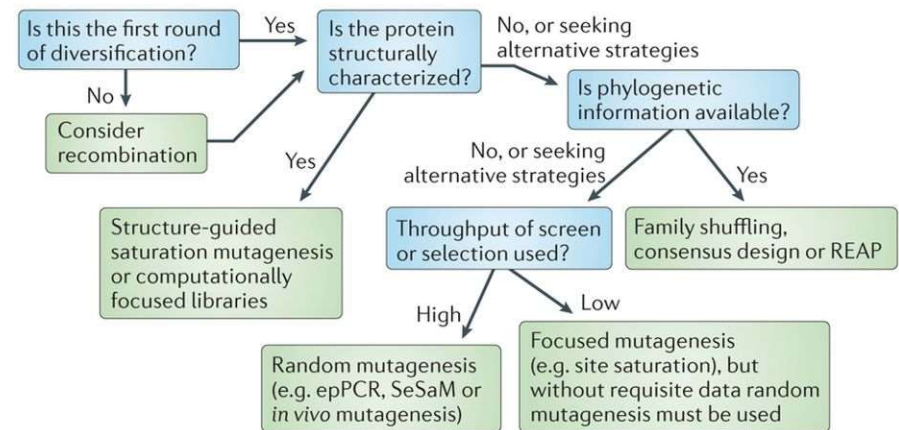 Is this the first round
of diversification?
Yes
Is the protein
structurally
characterized?
No, or seeking
alternative strategies
Is phylogenetic
information available?
No
Consider
recombination
Yes
No, or seeking
alternative strategies
Yes
Structure-guided
saturation mutagenesis
or computationally
focused libraries
Throughput of screen
or selection used?
Family shuffling,
consensus design or REAP
High
Low
Random mutagenesis
(e.g. epPCR, SeSaM or
in vivo mutagenesis)
Focused mutagenesis
(e.g. site saturation), but
without requisite data random
mutagenesis must be used